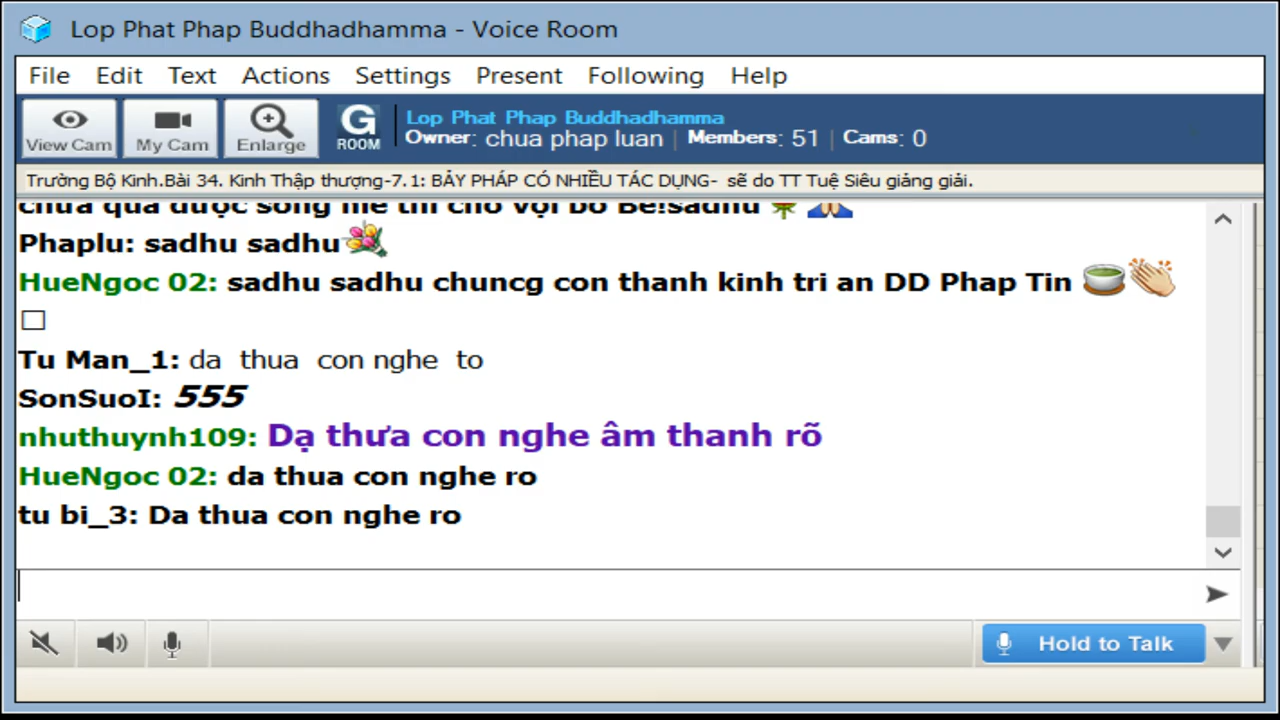 Lop Phat Phap Buddhadhamma - Voice Room
File Edit Text Actions Settings Present Following Help
View Cam My Cam Enlarge G ROOM
Lop Phat Phap Buddhadhamma
Owner: chua phap luan | Members: 51 | Cams: 0
Trường Bộ Kinh.Bài 34. Kinh Thập thượng-7.1: BẢY PHÁP CÓ NHIỀU TÁC DỤNG- sẽ do TT Tuệ Siêu giảng giải.
Phaplu: sadhu sadhu
HueNgoc 02: sadhu sadhu chuncg con thanh kinh tri an DD Phap Tin
Tu Man_1: da thua con nghe to
SonSuoI: 555
nhuthuynh109: Dạ thưa con nghe âm thanh rõ
HueNgoc 02: da thua con nghe ro
tu bi_3: Da thua con nghe ro
Hold to Talk